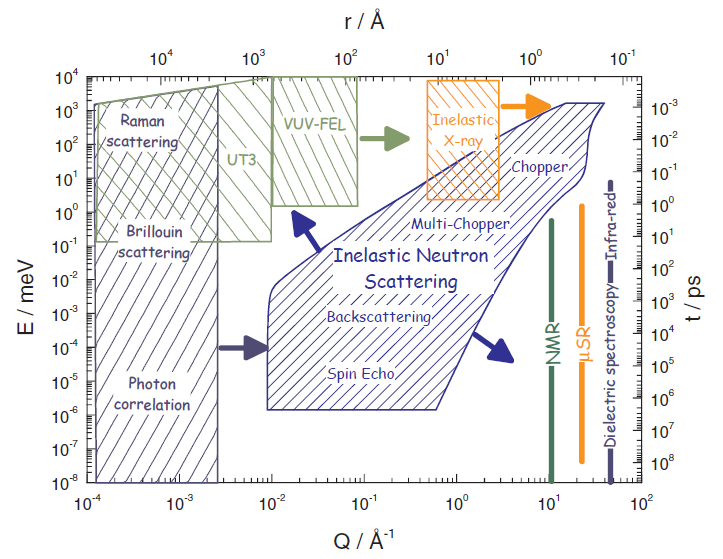 r / Å
10⁴ 10³ 10² 10¹ 10⁰ 10⁻¹
E / meV
10⁴
10³
10²
10¹
10⁰
10⁻¹
10⁻²
10⁻³
10⁻⁴
10⁻⁵
10⁻⁶
10⁻⁷
10⁻⁸
Raman
scattering
UT3
VUV-FEL
Inelastic
X-ray
Chopper
Brillouin
scattering
Multi-Chopper
Inelastic Neutron
Scattering
Backscattering
Spin Echo
Photon
correlation
NMR
µSR
Dielectric spectroscopy
Infra-red
10⁻³
10⁻²
10⁻¹
10⁰
10¹
10²
10³
10⁴
10⁵
10⁶
10⁷
10⁸
t / ps
10⁻⁴ 10⁻³ 10⁻² 10⁻¹ 10⁰ 10¹ 10²
Q / Å⁻¹